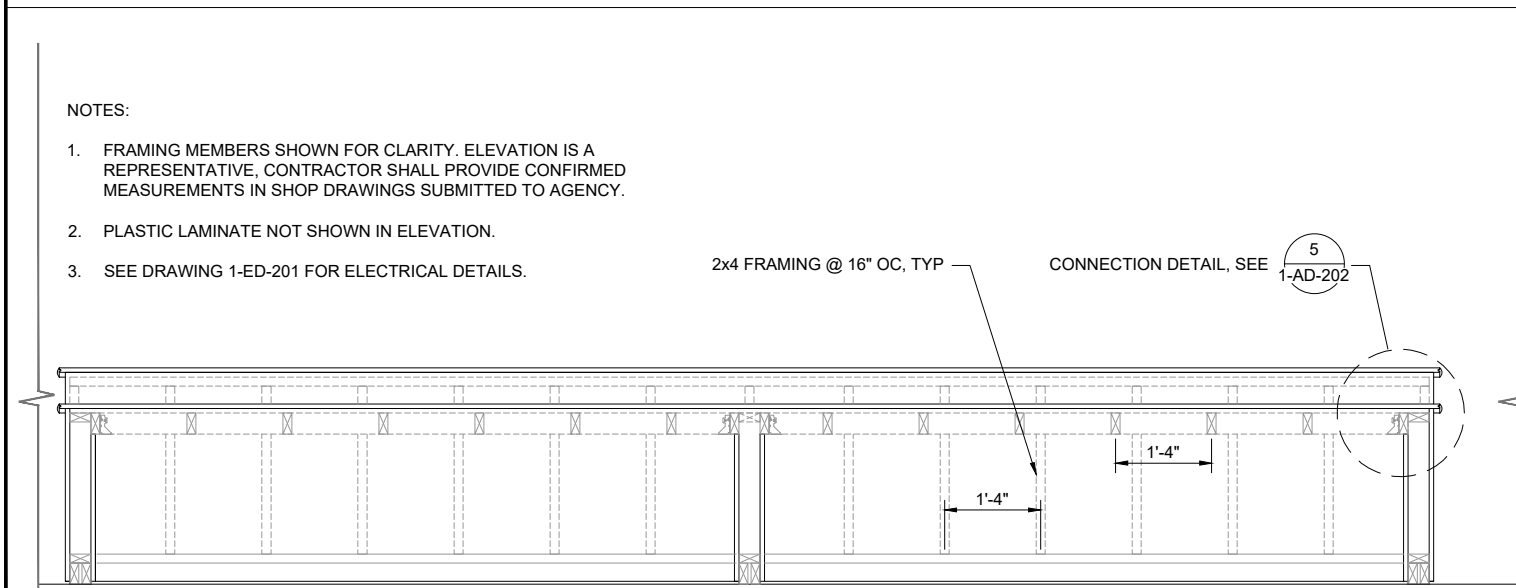 NOTES:
1. FRAMING MEMBERS SHOWN FOR CLARITY. ELEVATION IS A
REPRESENTATIVE, CONTRACTOR SHALL PROVIDE CONFIRMED
MEASUREMENTS IN SHOP DRAWINGS SUBMITTED TO AGENCY.
2. PLASTIC LAMINATE NOT SHOWN IN ELEVATION.
3. SEE DRAWING 1-ED-201 FOR ELECTRICAL DETAILS.
2x4 FRAMING @ 16" OC, TYP
CONNECTION DETAIL, SEE
5
1-AD-202
1'-4"
1'-4"